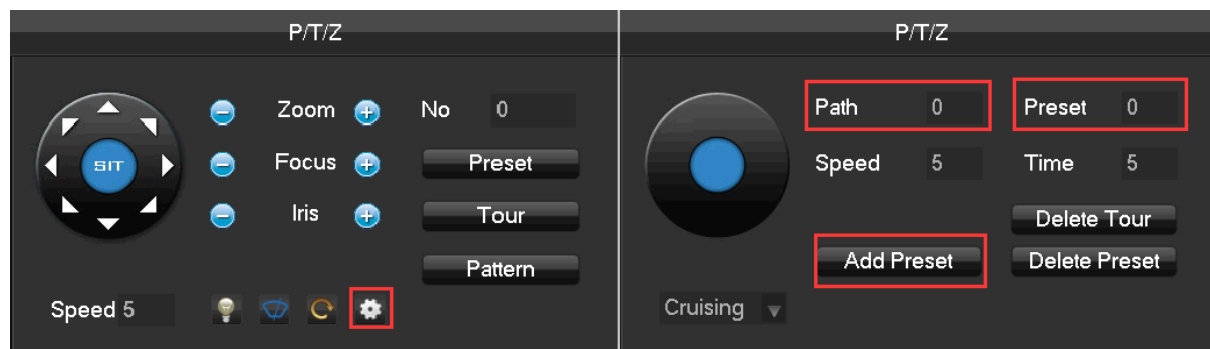 P/T/Z
Zoom No 0
SIT Focus Preset
Iris Tour
Pattern
Speed 5
P/T/Z
Path 0 Preset 0
Speed 5 Time 5
Delete Tour
Add Preset Delete Preset
Cruising